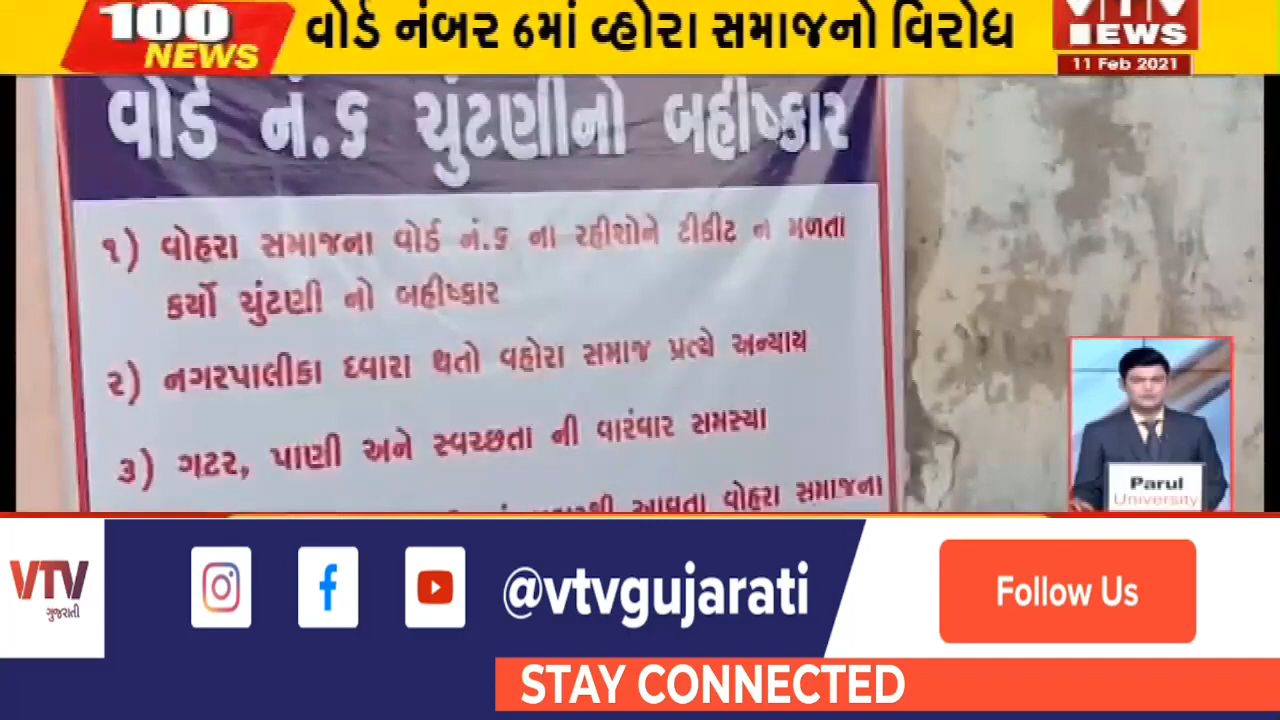 100 NEWS
વોર્ડ નંબર 6માં વ્હોરા સમાજનો વિરોધ
VTV NEWS
11 Feb 2021
વોર્ડ નં.૬ ચુંટણીનો બહીષ્કાર
૧) વોહરા સમાજના વોર્ડ નં.૬ ના રહીશોને ટીકીટ ન મળતા
કર્યો ચુંટણી નો બહીષ્કાર
૨) નગરપાલીકા દવારા થતો વહોરા સમાજ પ્રત્યે અન્યાય
૩) ગટર, પાણી અને સ્વચ્છતા ની વારંવાર સમસ્યા
આવતા વોહરા સમાજના
Parul
University
VTV
ગુજરાતી
@vtvgujarati
Follow Us
STAY CONNECTED